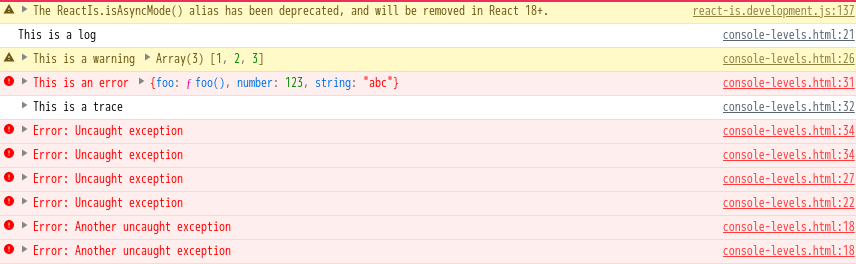 The ReactIs.isAsyncMode() alias has been deprecated, and will be removed in React 18+. react-is.development.js:137
This is a log console-levels.html:21
This is a warning Array(3) [1, 2, 3] console-levels.html:26
This is an error {foo: ƒ foo(), number: 123, string: "abc"} console-levels.html:31
This is a trace console-levels.html:32
Error: Uncaught exception console-levels.html:34
Error: Uncaught exception console-levels.html:34
Error: Uncaught exception console-levels.html:27
Error: Uncaught exception console-levels.html:22
Error: Another uncaught exception console-levels.html:18
Error: Another uncaught exception console-levels.html:18